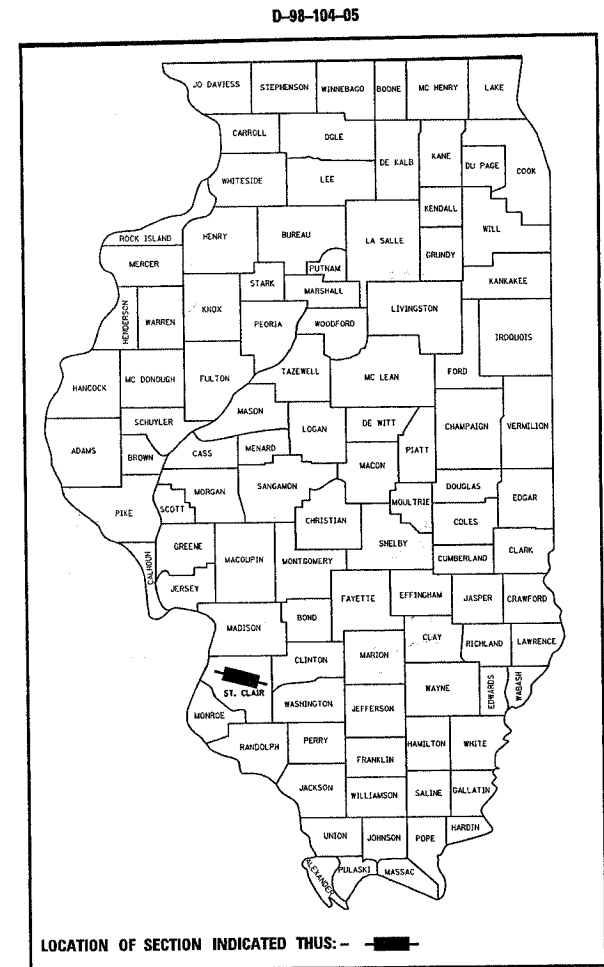 D-98-104-05
JO DAVIESS
STEPHENSON
WINNEBAGO
BOONE
MC HENRY
LAKE
CARROLL
OGLE
DE KALB
KANE
DU PAGE
COOK
WHITESIDE
LEE
KENDALL
WILL
ROCK ISLAND
HENRY
BUREAU
LA SALLE
GRUNDY
MERCER
PUTNAM
KANKAKEE
STARK
MARSHALL
HENDERSON
WARREN
KNOX
PEORIA
WOODFORD
LIVINGSTON
IROQUOIS
HANCOCK
MC DONOUGH
FULTON
TAZEWELL
MC LEAN
FORD
SCHUYLER
MASON
LOGAN
DE WITT
CHAMPAIGN
VERMILION
ADAMS
BROWN
CASS
MENARD
MACON
PIATT
PIKE
SCOTT
MORGAN
SANGAMON
CHRISTIAN
MOULTRIE
DOUGLAS
EDGAR
COLES
CALHOUN
GREENE
MACOUPIN
MONTGOMERY
SHELBY
CUMBERLAND
CLARK
JERSEY
FAYETTE
EFFINGHAM
JASPER
CRAWFORD
MADISON
BOND
CLAY
RICHLAND
LAWRENCE
CLINTON
MARION
ST. CLAIR
WAYNE
EDWARDS
WABASH
WASHINGTON
JEFFERSON
MONROE
RANDOLPH
PERRY
HAMILTON
WHITE
FRANKLIN
JACKSON
WILLIAMSON
SALINE
GALLATIN
UNION
JOHNSON
POPE
HARDIN
ALEXANDER
PULASKI
MASSAC
LOCATION OF SECTION INDICATED THUS: -